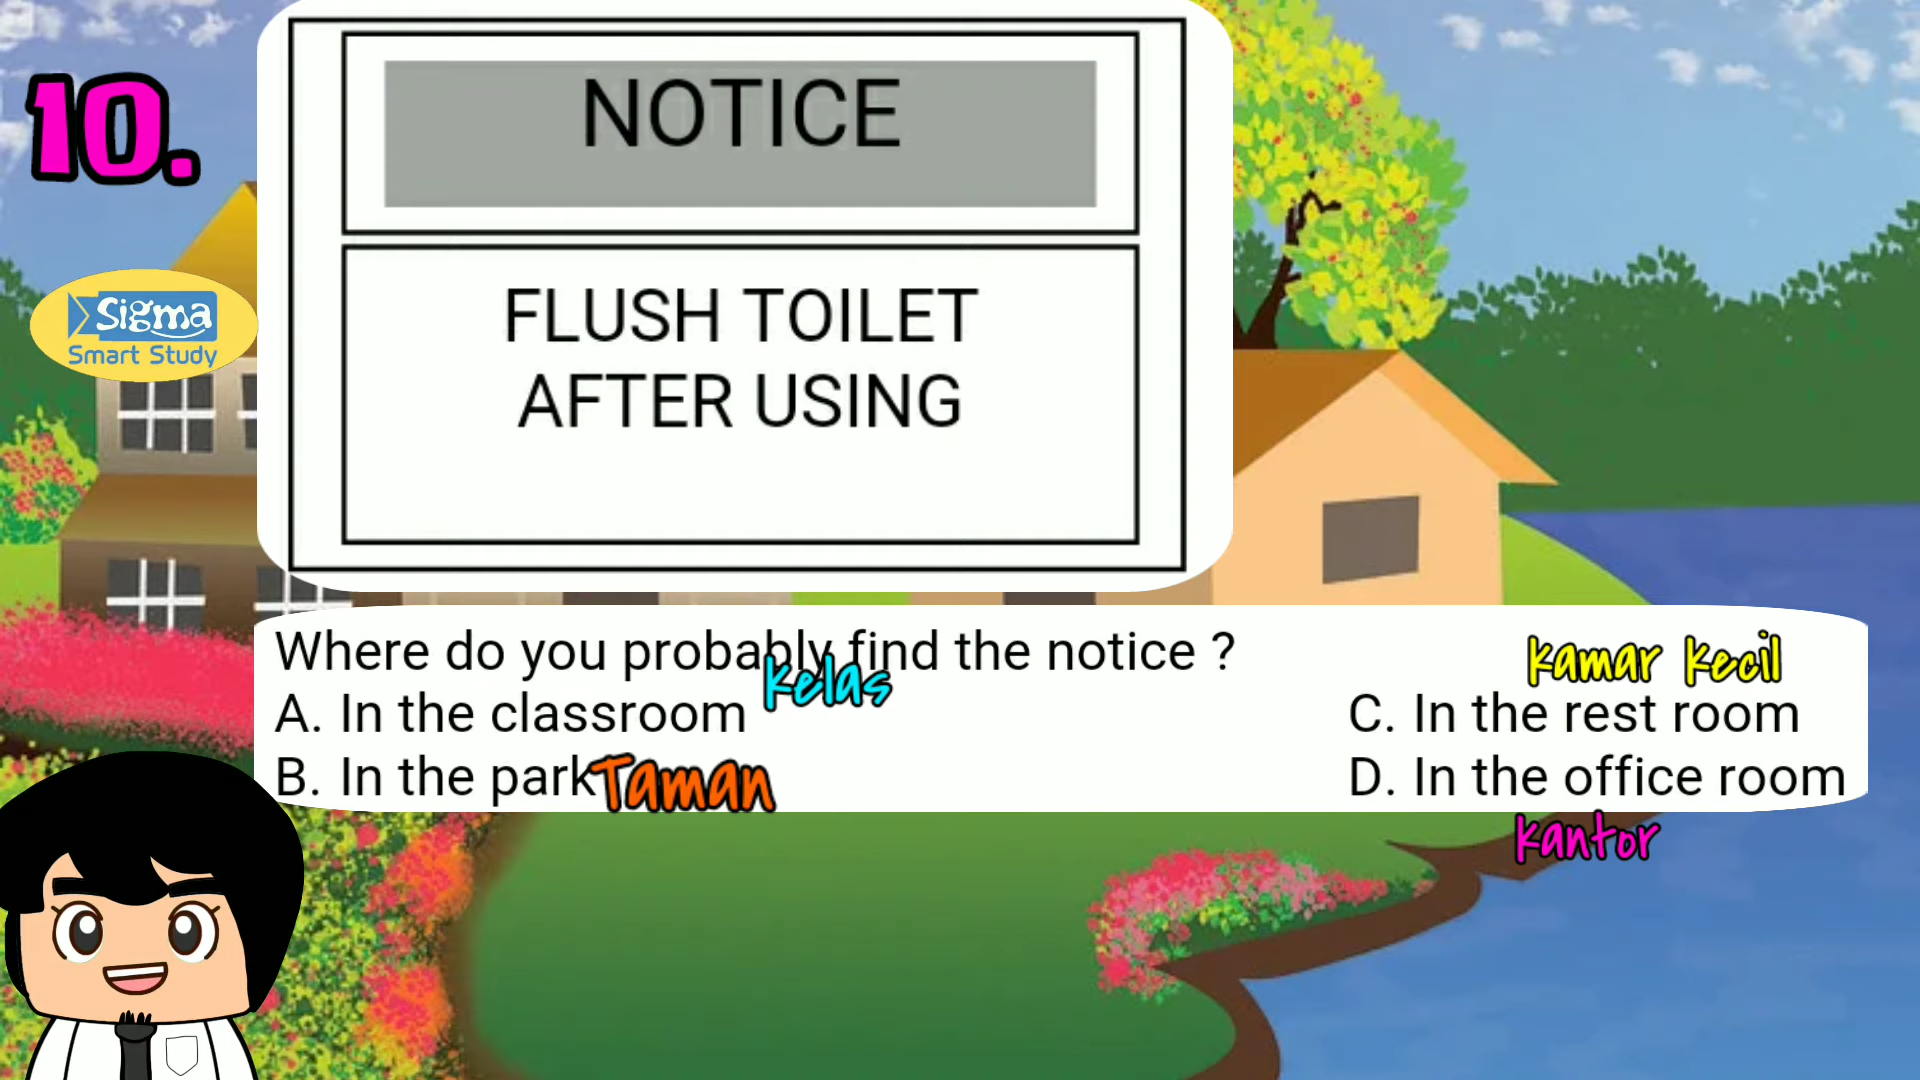 10.
NOTICE
FLUSH TOILET
AFTER USING
Sigma
Smart Study
Where do you probably find the notice ?
A. In the classroom
kelas
B. In the park
Taman
kamar kecil
C. In the rest room
D. In the office room
kantor